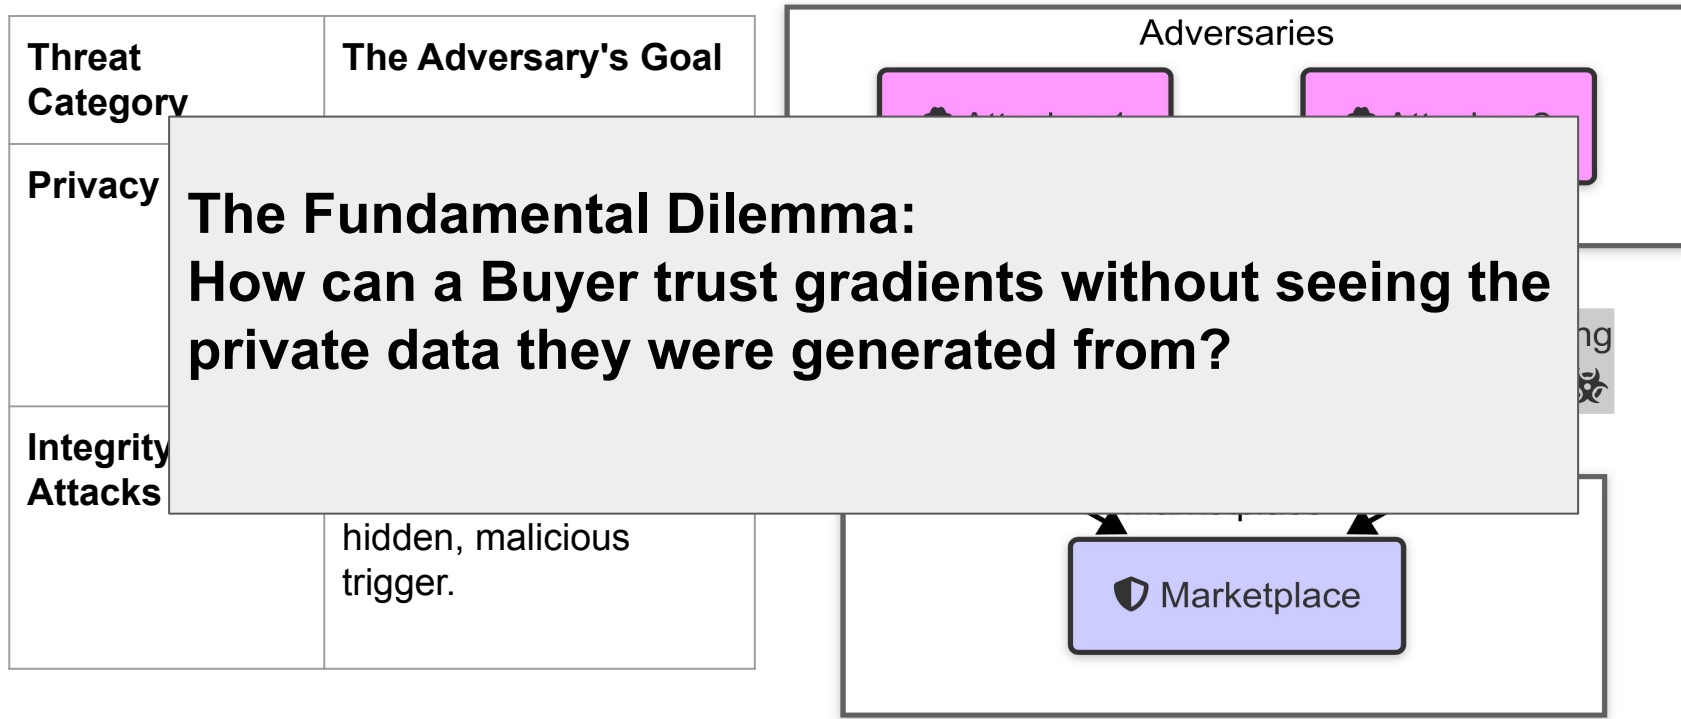 Threat
Category
The Adversary's Goal
Privacy
Integrity
Attacks
hidden, malicious
trigger.
The Fundamental Dilemma:
How can a Buyer trust gradients without seeing the
private data they were generated from?
Adversaries
ng
Marketplace